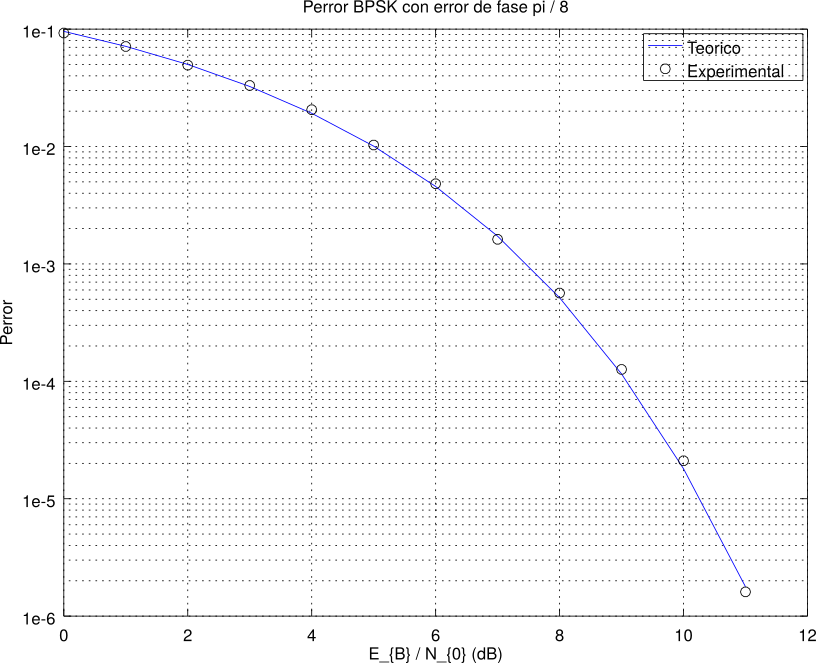 Perror BPSK con error de fase pi / 8
1e-1
Teorico
Experimental
1e-2
1e-3
Perror
1e-4
1e-5
1e-6
0 2 4 6 8 10 12
E_{B} / N_{0} (dB)